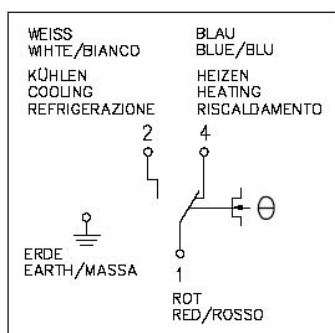 WEISS
WIHTE/BIANCO
KÜHLEN
COOLING
REFRIGERAZIONE
2
BLAU
BLUE/BLU
HEIZEN
HEATING
RISCALDAMENTO
4
ERDE
EARTH/MASSA
1
ROT
RED/ROSSO